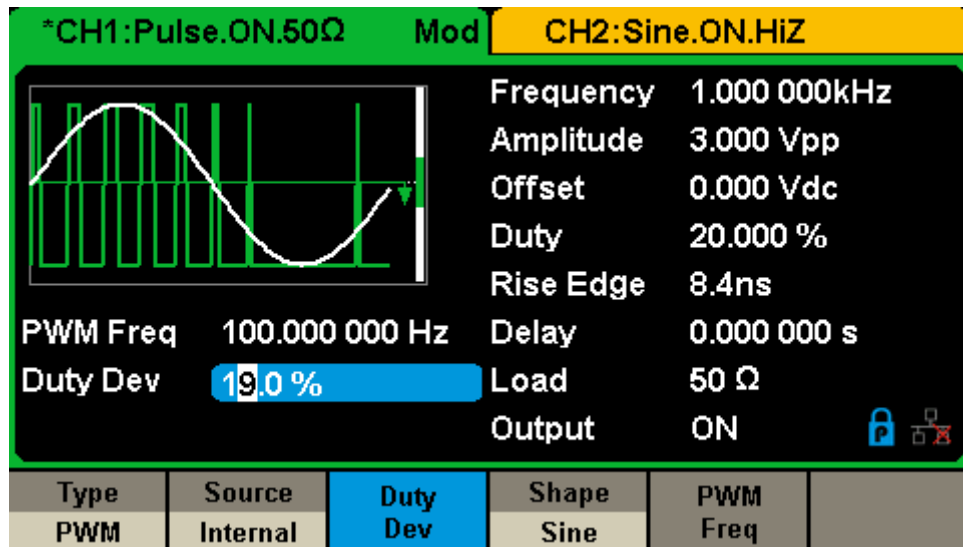 *CH1:Pulse.ON.50Ω Mod
CH2:Sine.ON.HiZ
Frequency 1.000 000kHz
Amplitude 3.000 Vpp
Offset 0.000 Vdc
Duty 20.000 %
Rise Edge 8.4ns
PWM Freq 100.000 000 Hz
Delay 0.000 000 s
Duty Dev 19.0 %
Load 50 Ω
Output ON
P
Type
PWM
Source
Internal
Duty
Dev
Shape
Sine
PWM
Freq